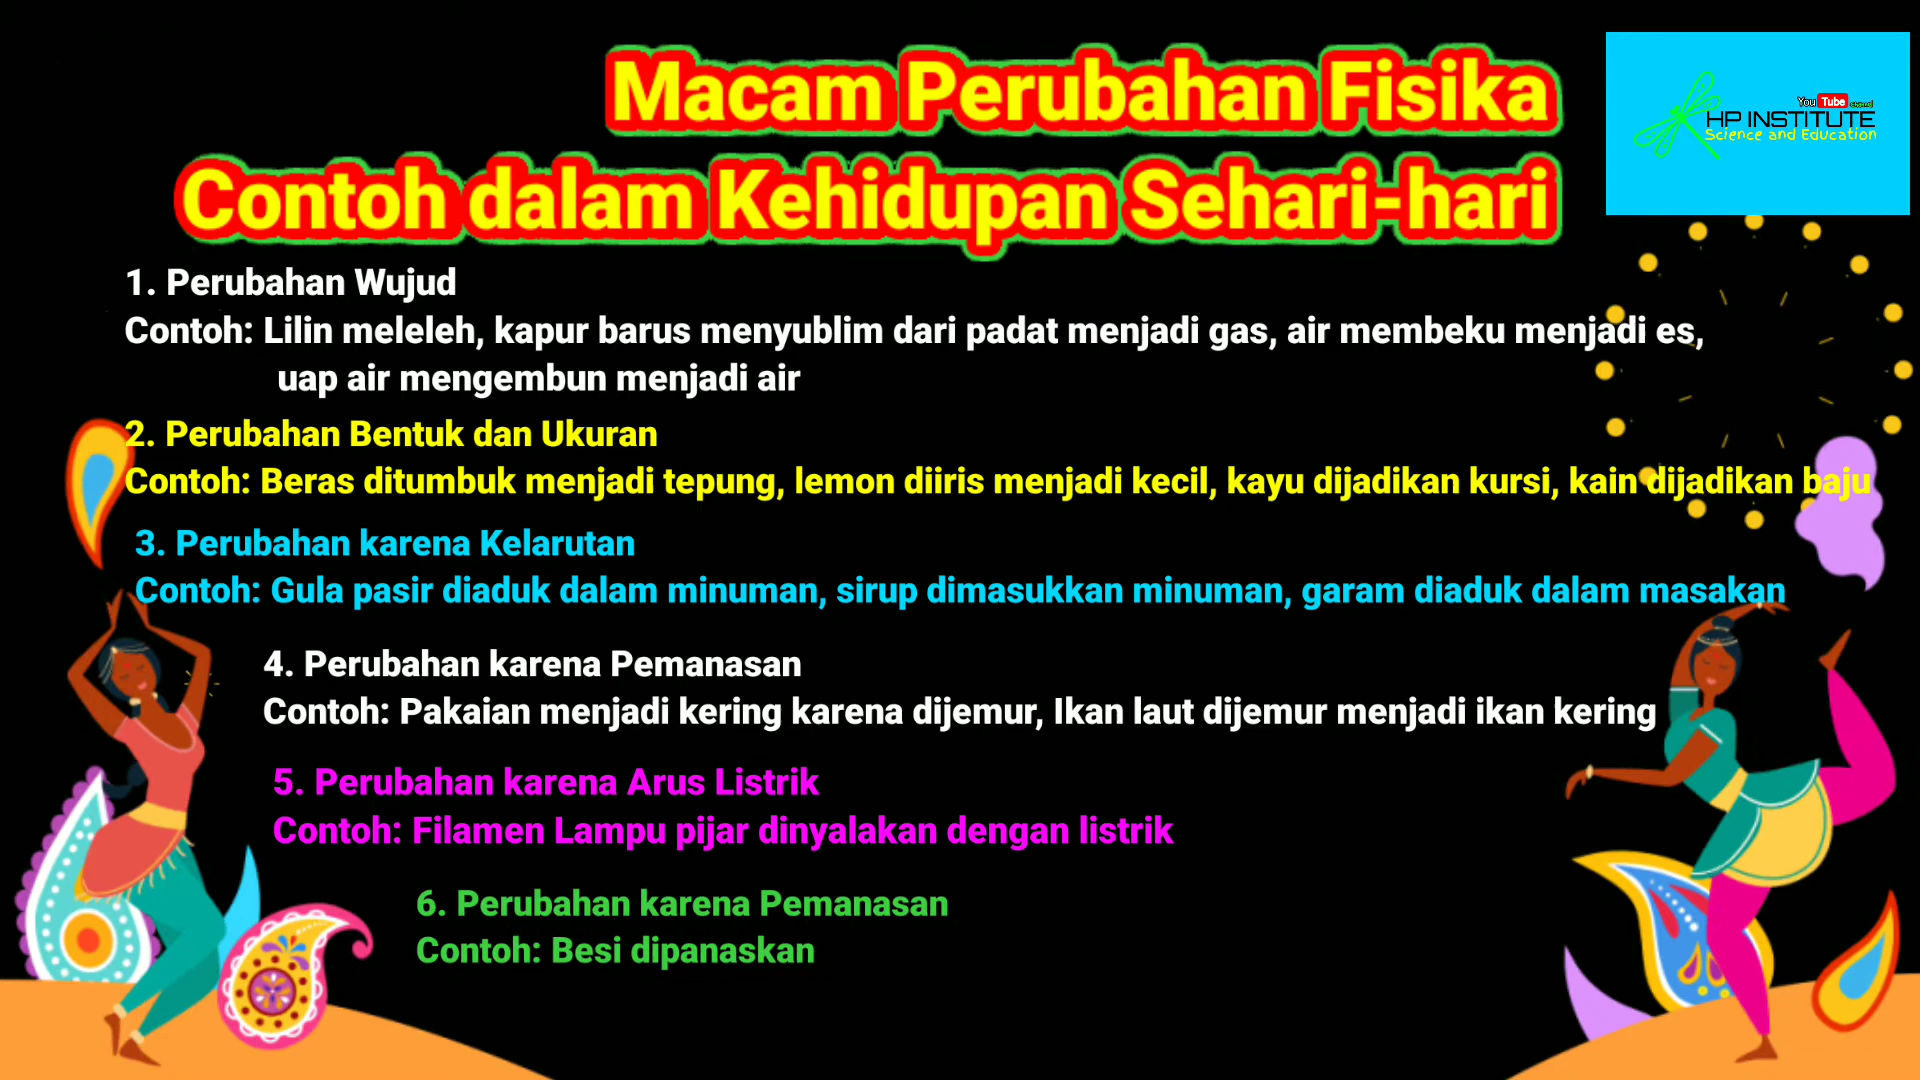 Macam Perubahan Fisika
Contoh dalam Kehidupan Sehari-hari
You Tube Channel
HP INSTITUTE
Science and Education
1. Perubahan Wujud
Contoh: Lilin meleleh, kapur barus menyublim dari padat menjadi gas, air membeku menjadi es,
uap air mengembun menjadi air
2. Perubahan Bentuk dan Ukuran
Contoh: Beras ditumbuk menjadi tepung, lemon diiris menjadi kecil, kayu dijadikan kursi, kain dijadikan baju
3. Perubahan karena Kelarutan
Contoh: Gula pasir diaduk dalam minuman, sirup dimasukkan minuman, garam diaduk dalam masakan
4. Perubahan karena Pemanasan
Contoh: Pakaian menjadi kering karena dijemur, Ikan laut dijemur menjadi ikan kering
5. Perubahan karena Arus Listrik
Contoh: Filamen Lampu pijar dinyalakan dengan listrik
6. Perubahan karena Pemanasan
Contoh: Besi dipanaskan